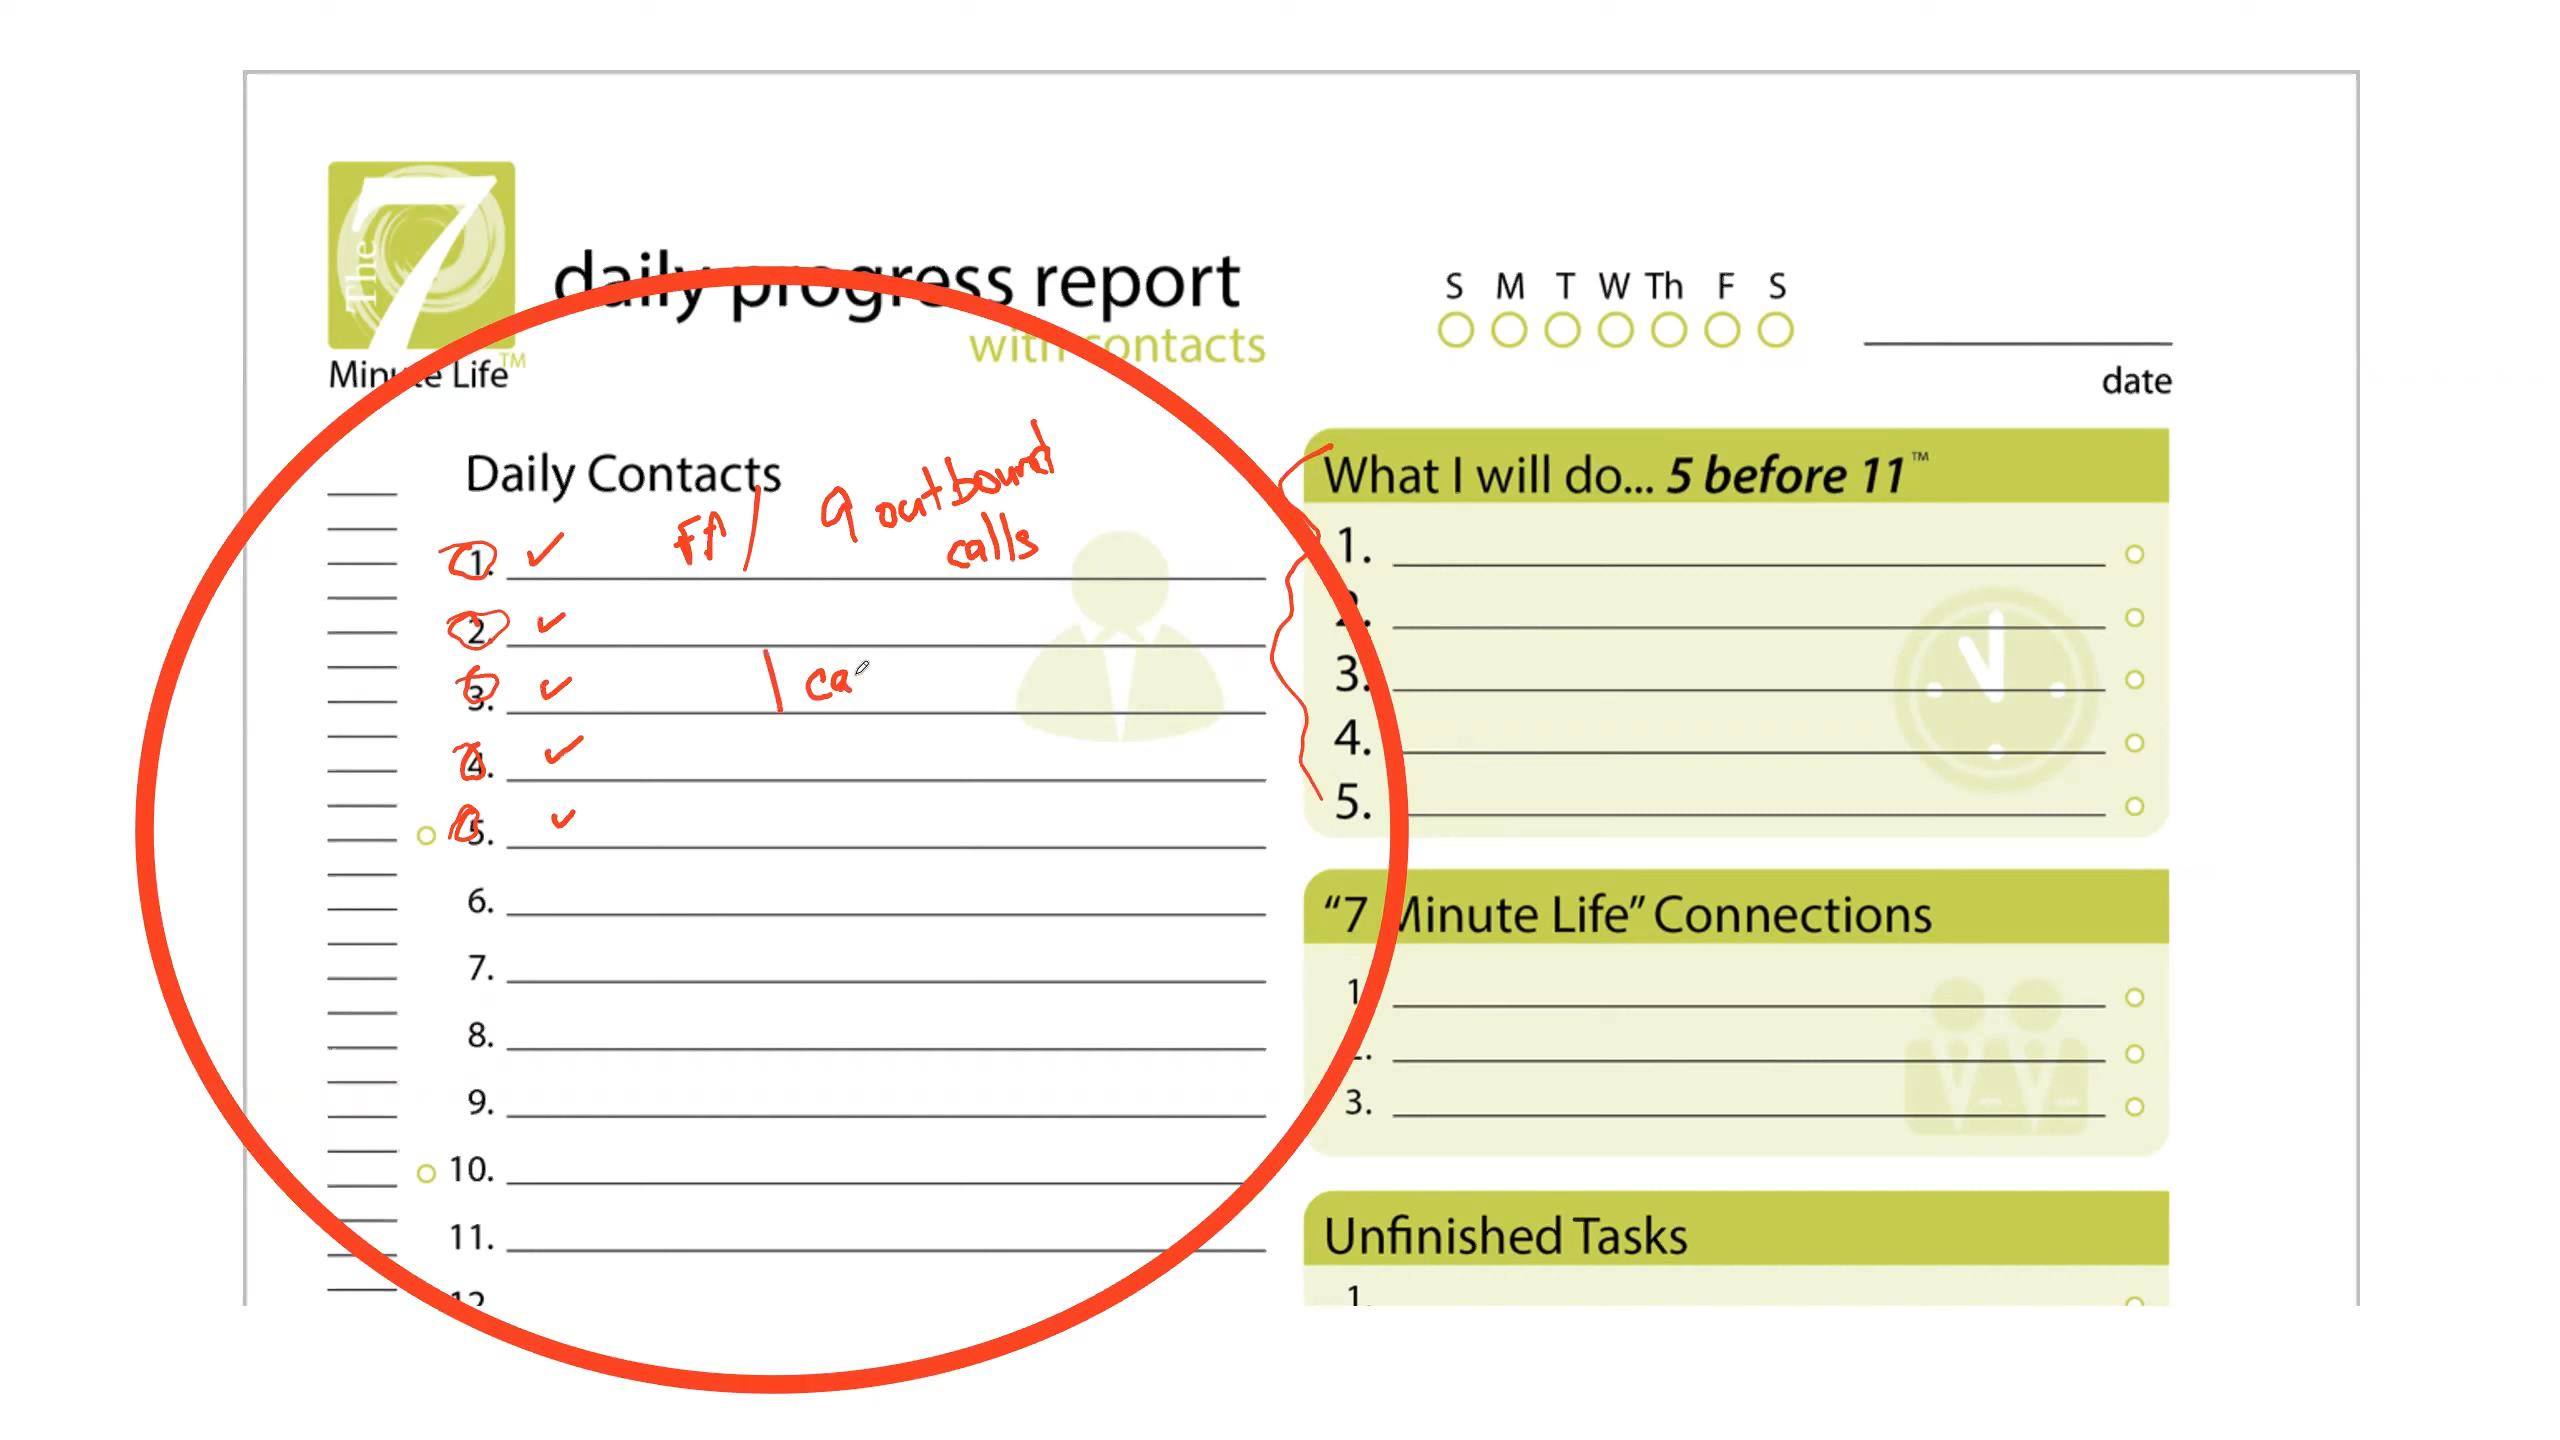 The 7
Minute Life™
daily progress report
with contacts
S M T W Th F S
date
Daily Contacts
FA 9 outbound
calls
1.
2.
3. ca
4.
5.
6.
7.
8.
9.
10.
11.
12
What I will do... 5 before 11™
1.
2.
3.
4.
5.
“7 Minute Life” Connections
1
2.
3.
Unfinished Tasks
1.